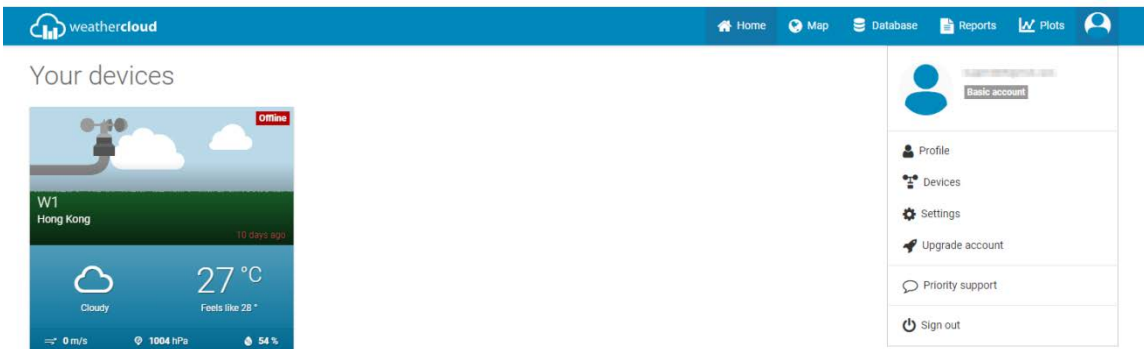 weathercloud
Home Map Database Reports Plots
Your devices
Basic account
Offline
W1
Hong Kong
10 days ago
27 °C
Cloudy
Feels like 28 °
0 m/s 1004 hPa 54 %
Profile
Devices
Settings
Upgrade account
Priority support
Sign out